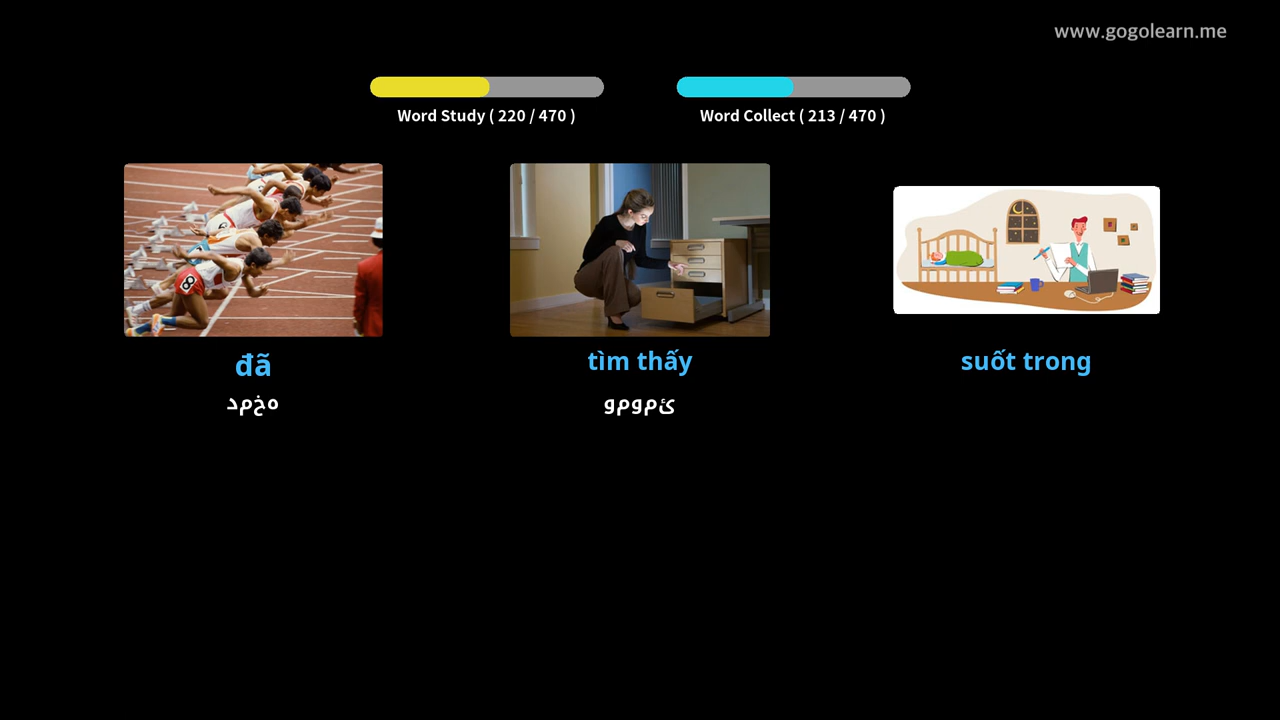 www.gogolearn.me
Word Study ( 220 / 470 )
Word Collect ( 213 / 470 )
đã
tìm thấy
suốt trong